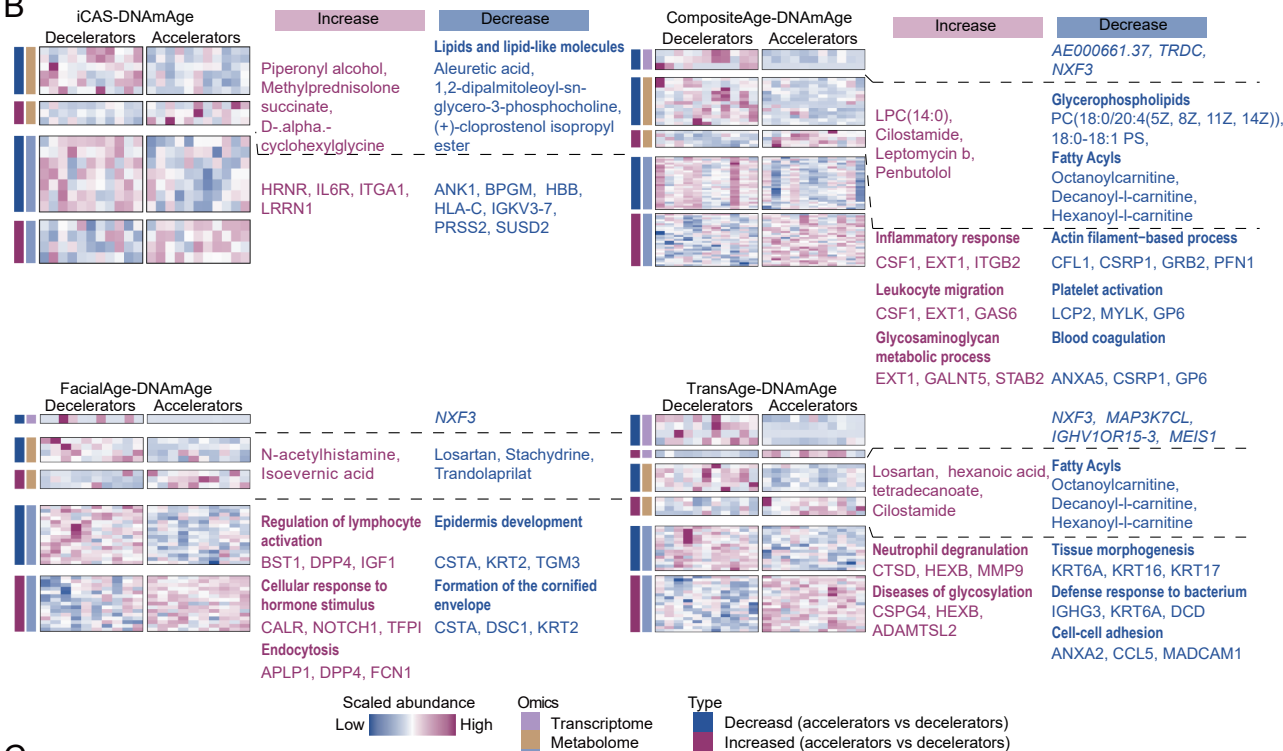 B
iCAS-DNAmAge
Decelerators Accelerators
Increase
Decrease
Piperonyl alcohol,
Methylprednisolone
succinate,
D-.alpha.-
cyclohexylglycine
Lipids and lipid-like molecules
Aleuretic acid,
1,2-dipalmitoleoyl-sn-
glycero-3-phosphocholine,
(+)-cloprostenol isopropyl
ester
HRNR, IL6R, ITGA1,
LRRN1
ANK1, BPGM, HBB,
HLA-C, IGKV3-7,
PRSS2, SUSD2
CompositeAge-DNAmAge
Decelerators Accelerators
Increase
Decrease
AE000661.37, TRDC,
NXF3
LPC(14:0),
Cilostamide,
Leptomycin b,
Penbutolol
Glycerophospholipids
PC(18:0/20:4(5Z, 8Z, 11Z, 14Z)),
18:0-18:1 PS,
Fatty Acyls
Octanoylcarnitine,
Decanoyl-l-carnitine,
Hexanoyl-l-carnitine
Inflammatory response
CSF1, EXT1, ITGB2
Leukocyte migration
CSF1, EXT1, GAS6
Glycosaminoglycan
metabolic process
EXT1, GALNT5, STAB2
Actin filament−based process
CFL1, CSRP1, GRB2, PFN1
Platelet activation
LCP2, MYLK, GP6
Blood coagulation
ANXA5, CSRP1, GP6
FacialAge-DNAmAge
Decelerators Accelerators
NXF3
N-acetylhistamine,
Isoevernic acid
Losartan, Stachydrine,
Trandolaprilat
Regulation of lymphocyte
activation
BST1, DPP4, IGF1
Cellular response to
hormone stimulus
CALR, NOTCH1, TFPI
Endocytosis
APLP1, DPP4, FCN1
Epidermis development
CSTA, KRT2, TGM3
Formation of the cornified
envelope
CSTA, DSC1, KRT2
TransAge-DNAmAge
Decelerators Accelerators
NXF3, MAP3K7CL,
IGHV1OR15-3, MEIS1
Losartan, hexanoic acid,
tetradecanoate,
Cilostamide
Fatty Acyls
Octanoylcarnitine,
Decanoyl-l-carnitine,
Hexanoyl-l-carnitine
Neutrophil degranulation
CTSD, HEXB, MMP9
Diseases of glycosylation
CSPG4, HEXB,
ADAMTSL2
Tissue morphogenesis
KRT6A, KRT16, KRT17
Defense response to bacterium
IGHG3, KRT6A, DCD
Cell-cell adhesion
ANXA2, CCL5, MADCAM1
Scaled abundance
Low High
Omics
Transcriptome
Metabolome
Type
Decreasd (accelerators vs decelerators)
Increased (accelerators vs decelerators)